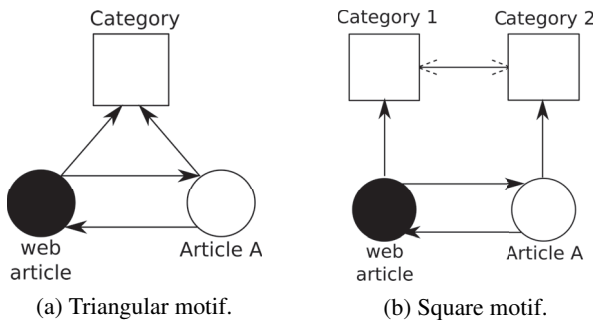 Category
web
article
Article A
(a) Triangular motif.
Category 1
Category 2
web
article
Article A
(b) Square motif.